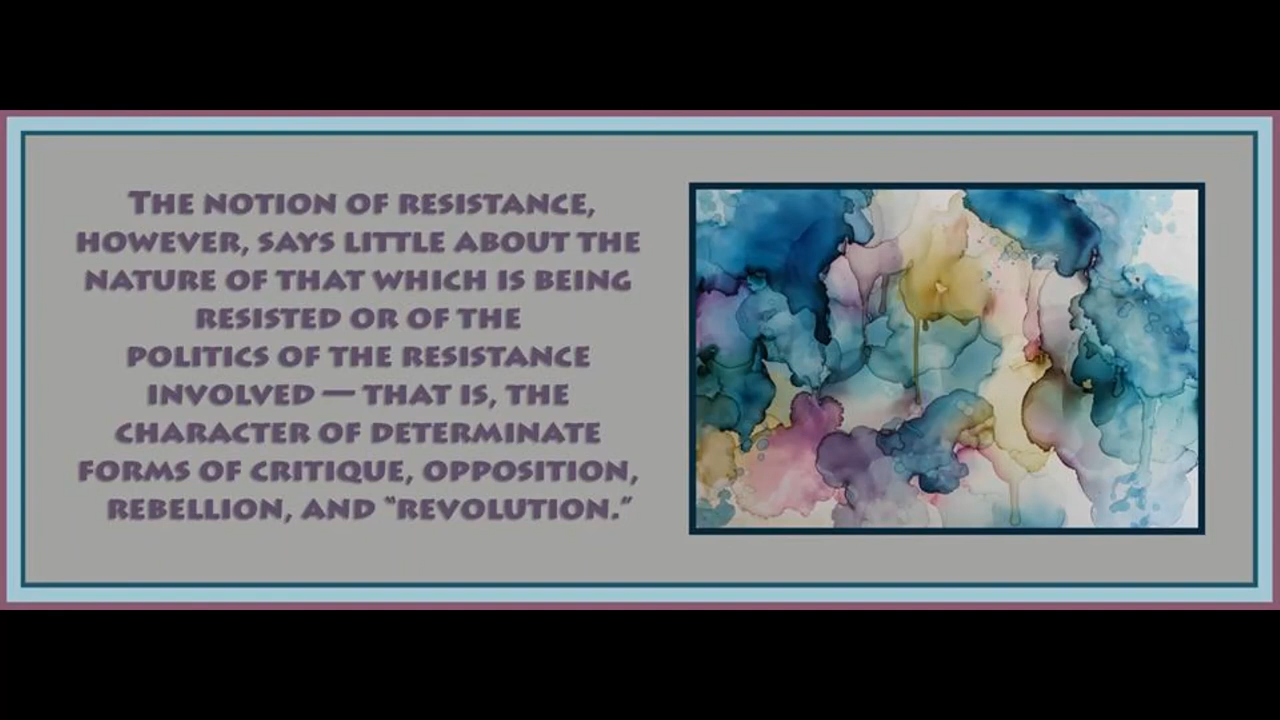 The notion of resistance,
however, says little about the
nature of that which is being
resisted or of the
politics of the resistance
involved — that is, the
character of determinate
forms of critique, opposition,
rebellion, and “revolution.”